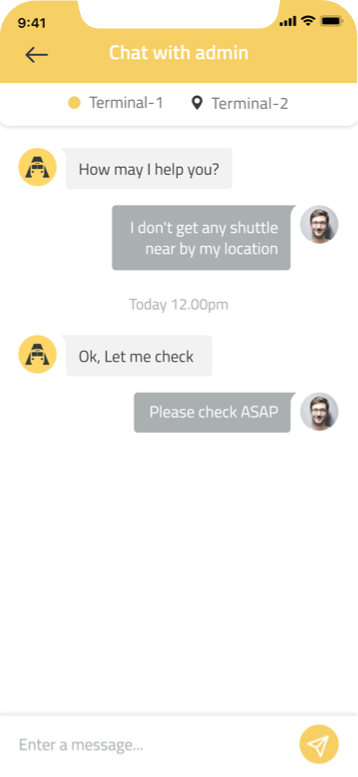 9:41
Chat with admin
Terminal-1 Terminal-2
How may I help you?
I don't get any shuttle
near by my location
Today 12.00pm
Ok, Let me check
Please check ASAP
Enter a message...